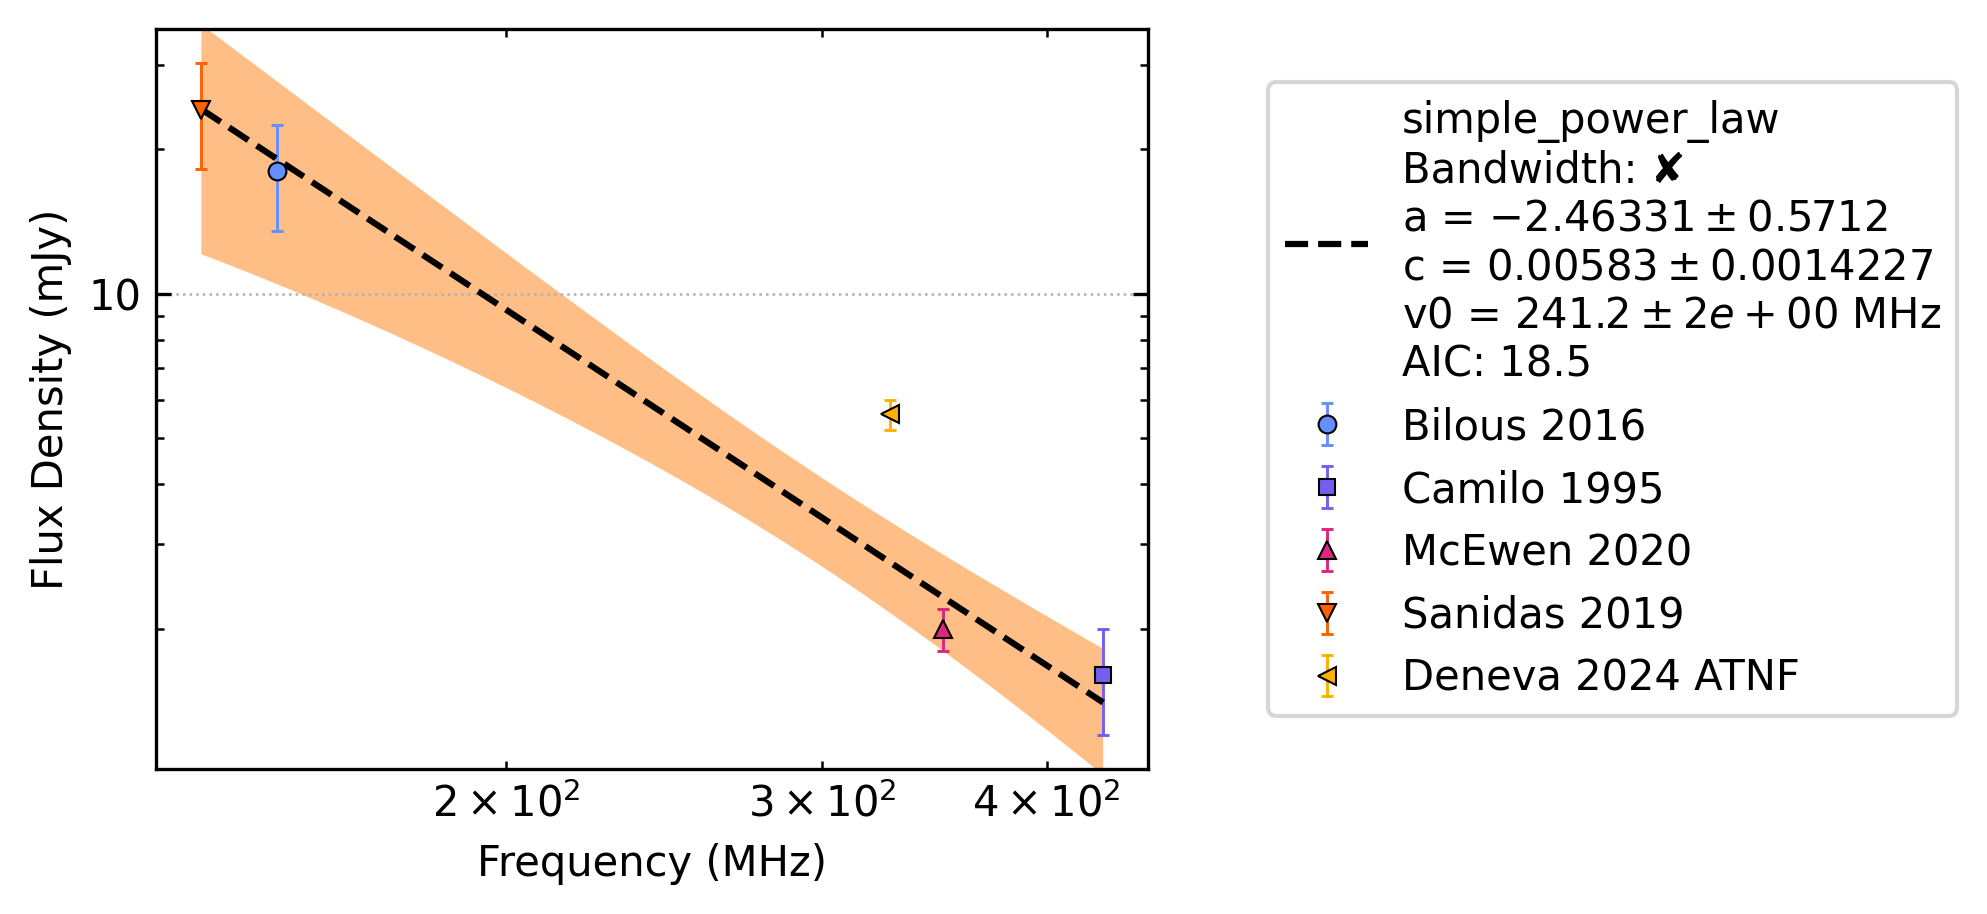 Flux Density (mJy)
10
2 × 10²
3 × 10²
4 × 10²
Frequency (MHz)
simple_power_law
Bandwidth: ✘
a = −2.46331 ± 0.5712
c = 0.00583 ± 0.0014227
v0 = 241.2 ± 2e + 00 MHz
AIC: 18.5
Bilous 2016
Camilo 1995
McEwen 2020
Sanidas 2019
Deneva 2024 ATNF